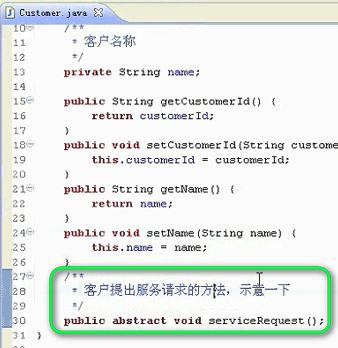 Customer.java
10 /**
11 * 客户名称
12 */
13 private String name;
14
15 public String getCustomerId() {
16 return customerId;
17 }
18 public void setCustomerId(String custome
19 this.customerId = customerId;
20 }
21 public String getName() {
22 return name;
23 }
24 public void setName(String name) {
25 this.name = name;
26 }
27 /**
28 * 客户提出服务请求的方法，示意一下
29 */
30 public abstract void serviceRequest();
31 }